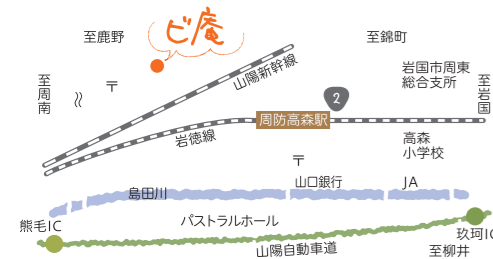 ビ庵
至鹿野
至錦町
至周南
〒
山陽新幹線
岩国市周東
総合支所
至岩国
2
周防高森駅
岩徳線
高森
小学校
〒
山口銀行
JA
島田川
パストラルホール
熊毛IC
玖珂IC
山陽自動車道
至柳井